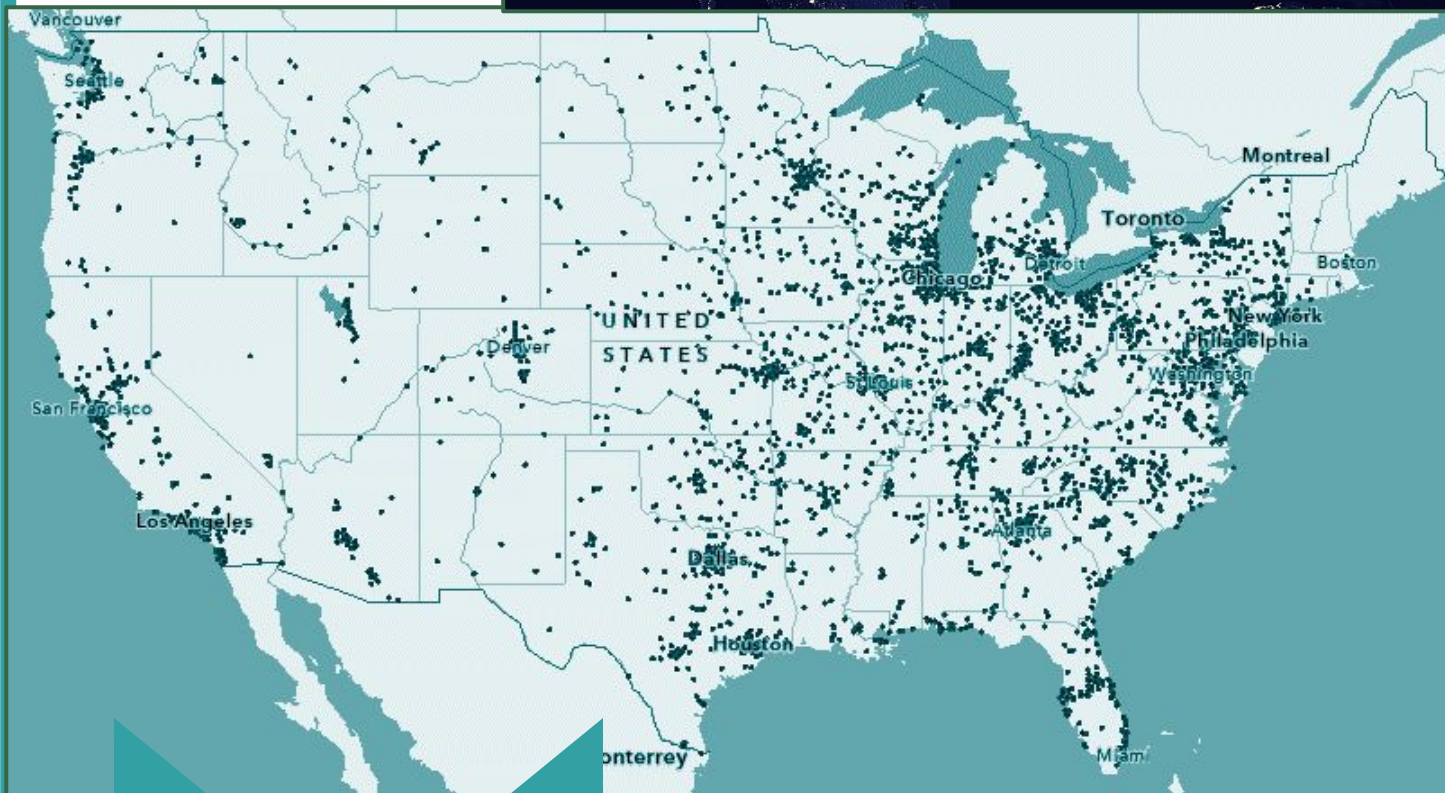 Vancouver
Seattle
Montreal
Toronto
Detroit
Boston
Chicago
UNITED
New York
Philadelphia
Denver
STATES
Washington
St Louis
San Francisco
Los Angeles
Atlanta
Dallas
Houston
onterrey
Miami